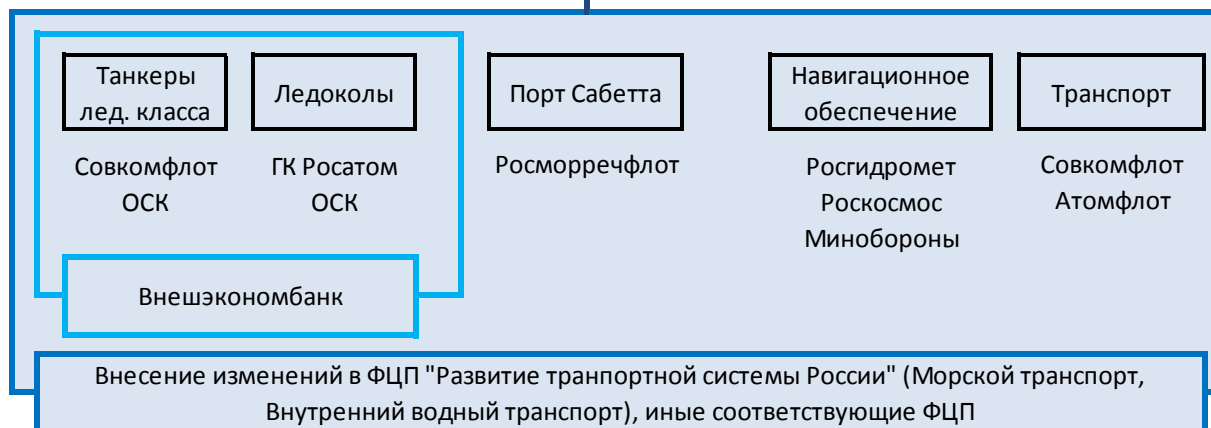 Танкеры
лед. класса
Ледоколы
Порт Сабетта
Навигационное
обеспечение
Транспорт
Совкомфлот
ОСК
ГК Росатом
ОСК
Росморречфлот
Росгидромет
Роскосмос
Минобороны
Совкомфлот
Атомфлот
Внешэкономбанк
Внесение изменений в ФЦП "Развитие транпортной системы России" (Морской транспорт,
Внутренний водный транспорт), иные соответствующие ФЦП